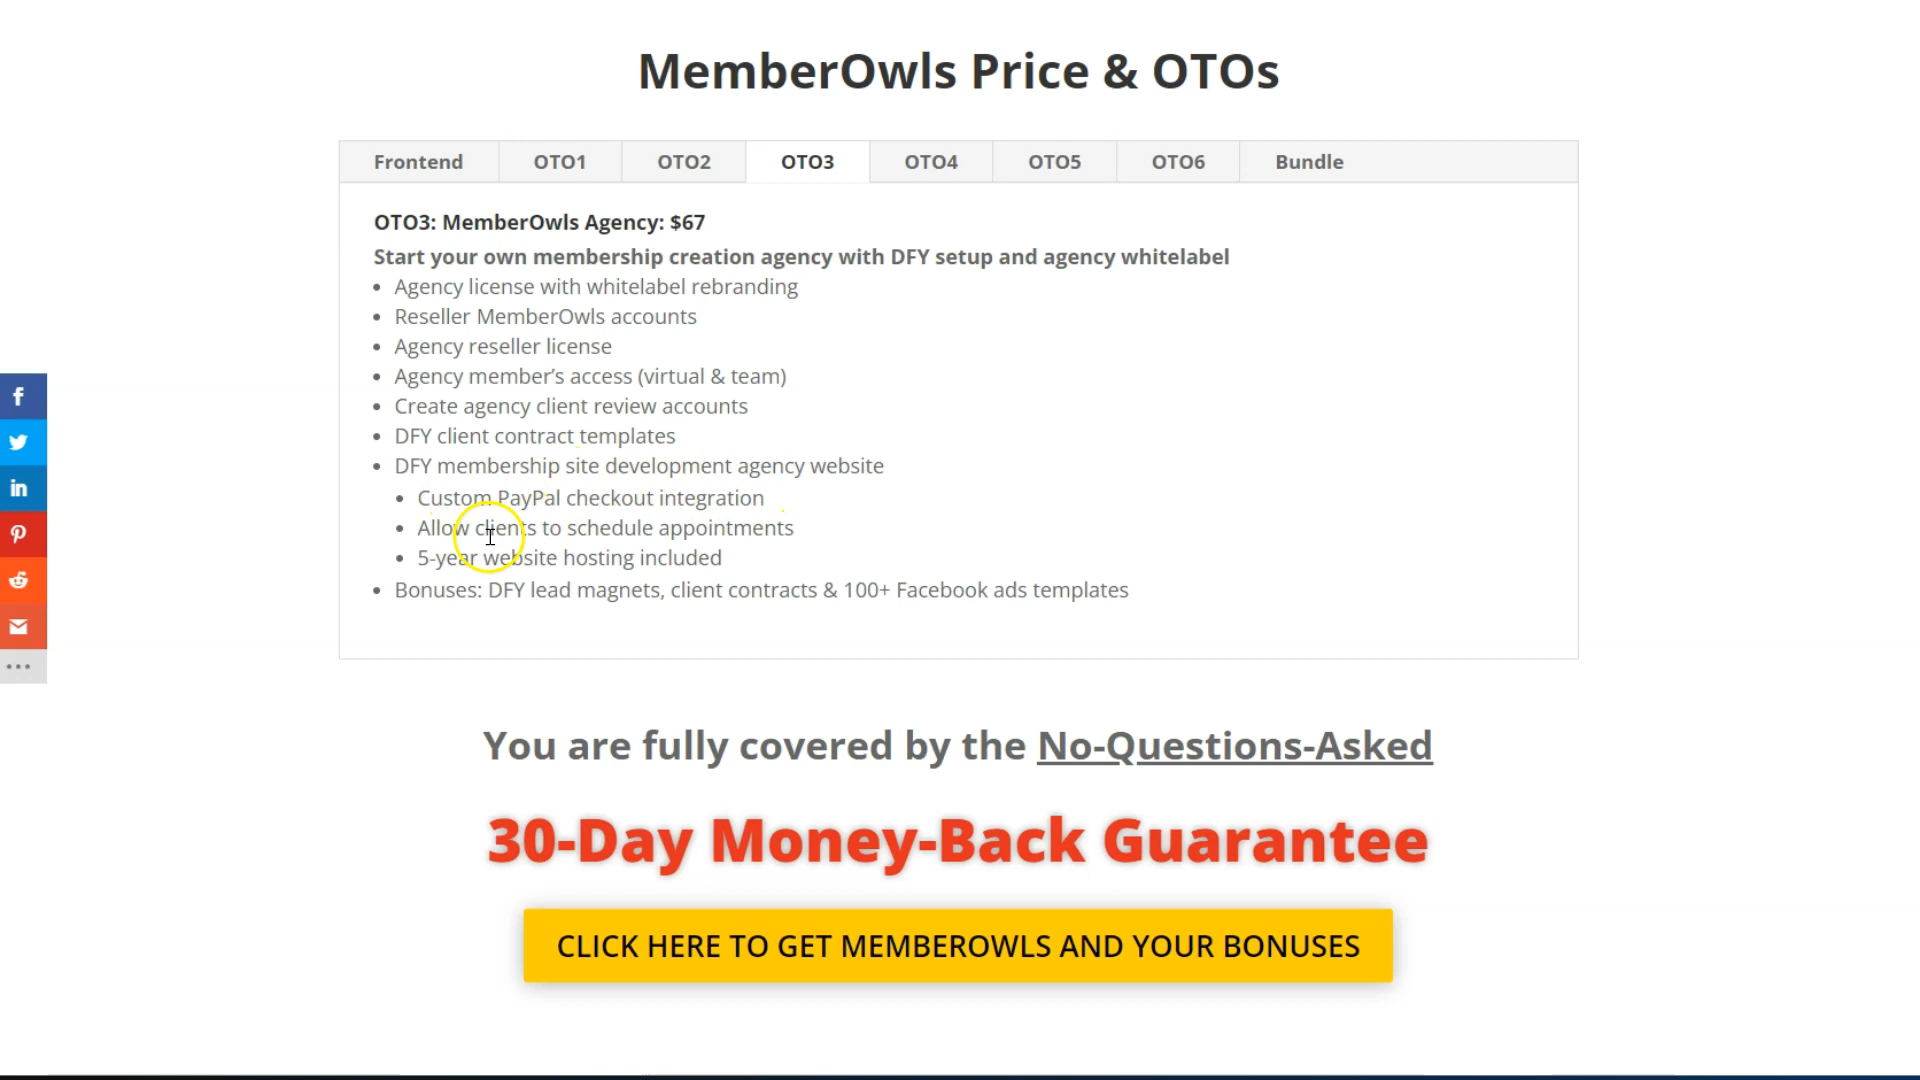 MemberOwls Price & OTOs
Frontend OTO1 OTO2 OTO3 OTO4 OTO5 OTO6 Bundle
OTO3: MemberOwls Agency: $67
Start your own membership creation agency with DFY setup and agency whitelabel
Agency license with whitelabel rebranding
Reseller MemberOwls accounts
Agency reseller license
Agency member’s access (virtual & team)
Create agency client review accounts
DFY client contract templates
DFY membership site development agency website
Custom PayPal checkout integration
Allow clients to schedule appointments
5-year website hosting included
Bonuses: DFY lead magnets, client contracts & 100+ Facebook ads templates
You are fully covered by the No-Questions-Asked
30-Day Money-Back Guarantee
CLICK HERE TO GET MEMBEROWLS AND YOUR BONUSES